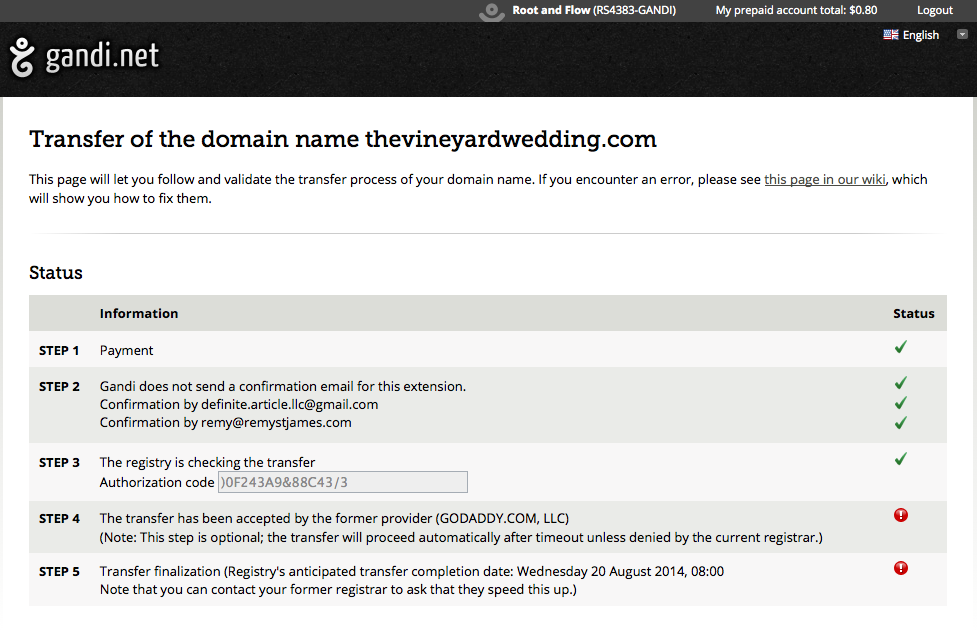 Root and Flow (RS4383-GANDI) My prepaid account total: $0.80 Logout
English
gandi.net
Transfer of the domain name thevineyardwedding.com
This page will let you follow and validate the transfer process of your domain name. If you encounter an error, please see this page in our wiki, which
will show you how to fix them.
Status
Information Status
STEP 1 Payment
STEP 2 Gandi does not send a confirmation email for this extension.
Confirmation by definite.article.llc@gmail.com
Confirmation by remy@remystjames.com
STEP 3 The registry is checking the transfer
Authorization code )0F243A9&88C43/3
STEP 4 The transfer has been accepted by the former provider (GODADDY.COM, LLC)
(Note: This step is optional; the transfer will proceed automatically after timeout unless denied by the current registrar.)
STEP 5 Transfer finalization (Registry's anticipated transfer completion date: Wednesday 20 August 2014, 08:00
Note that you can contact your former registrar to ask that they speed this up.)